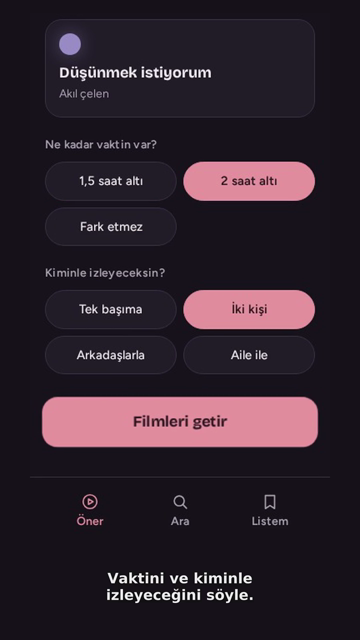 Düşünmek istiyorum
Akıl çelen
Ne kadar vaktin var?
1,5 saat altı
2 saat altı
Fark etmez
Kiminle izleyeceksin?
Tek başıma
İki kişi
Arkadaşlarla
Aile ile
Filmleri getir
Öner
Ara
Listem
Vaktini ve kiminle
izleyeceğini söyle.